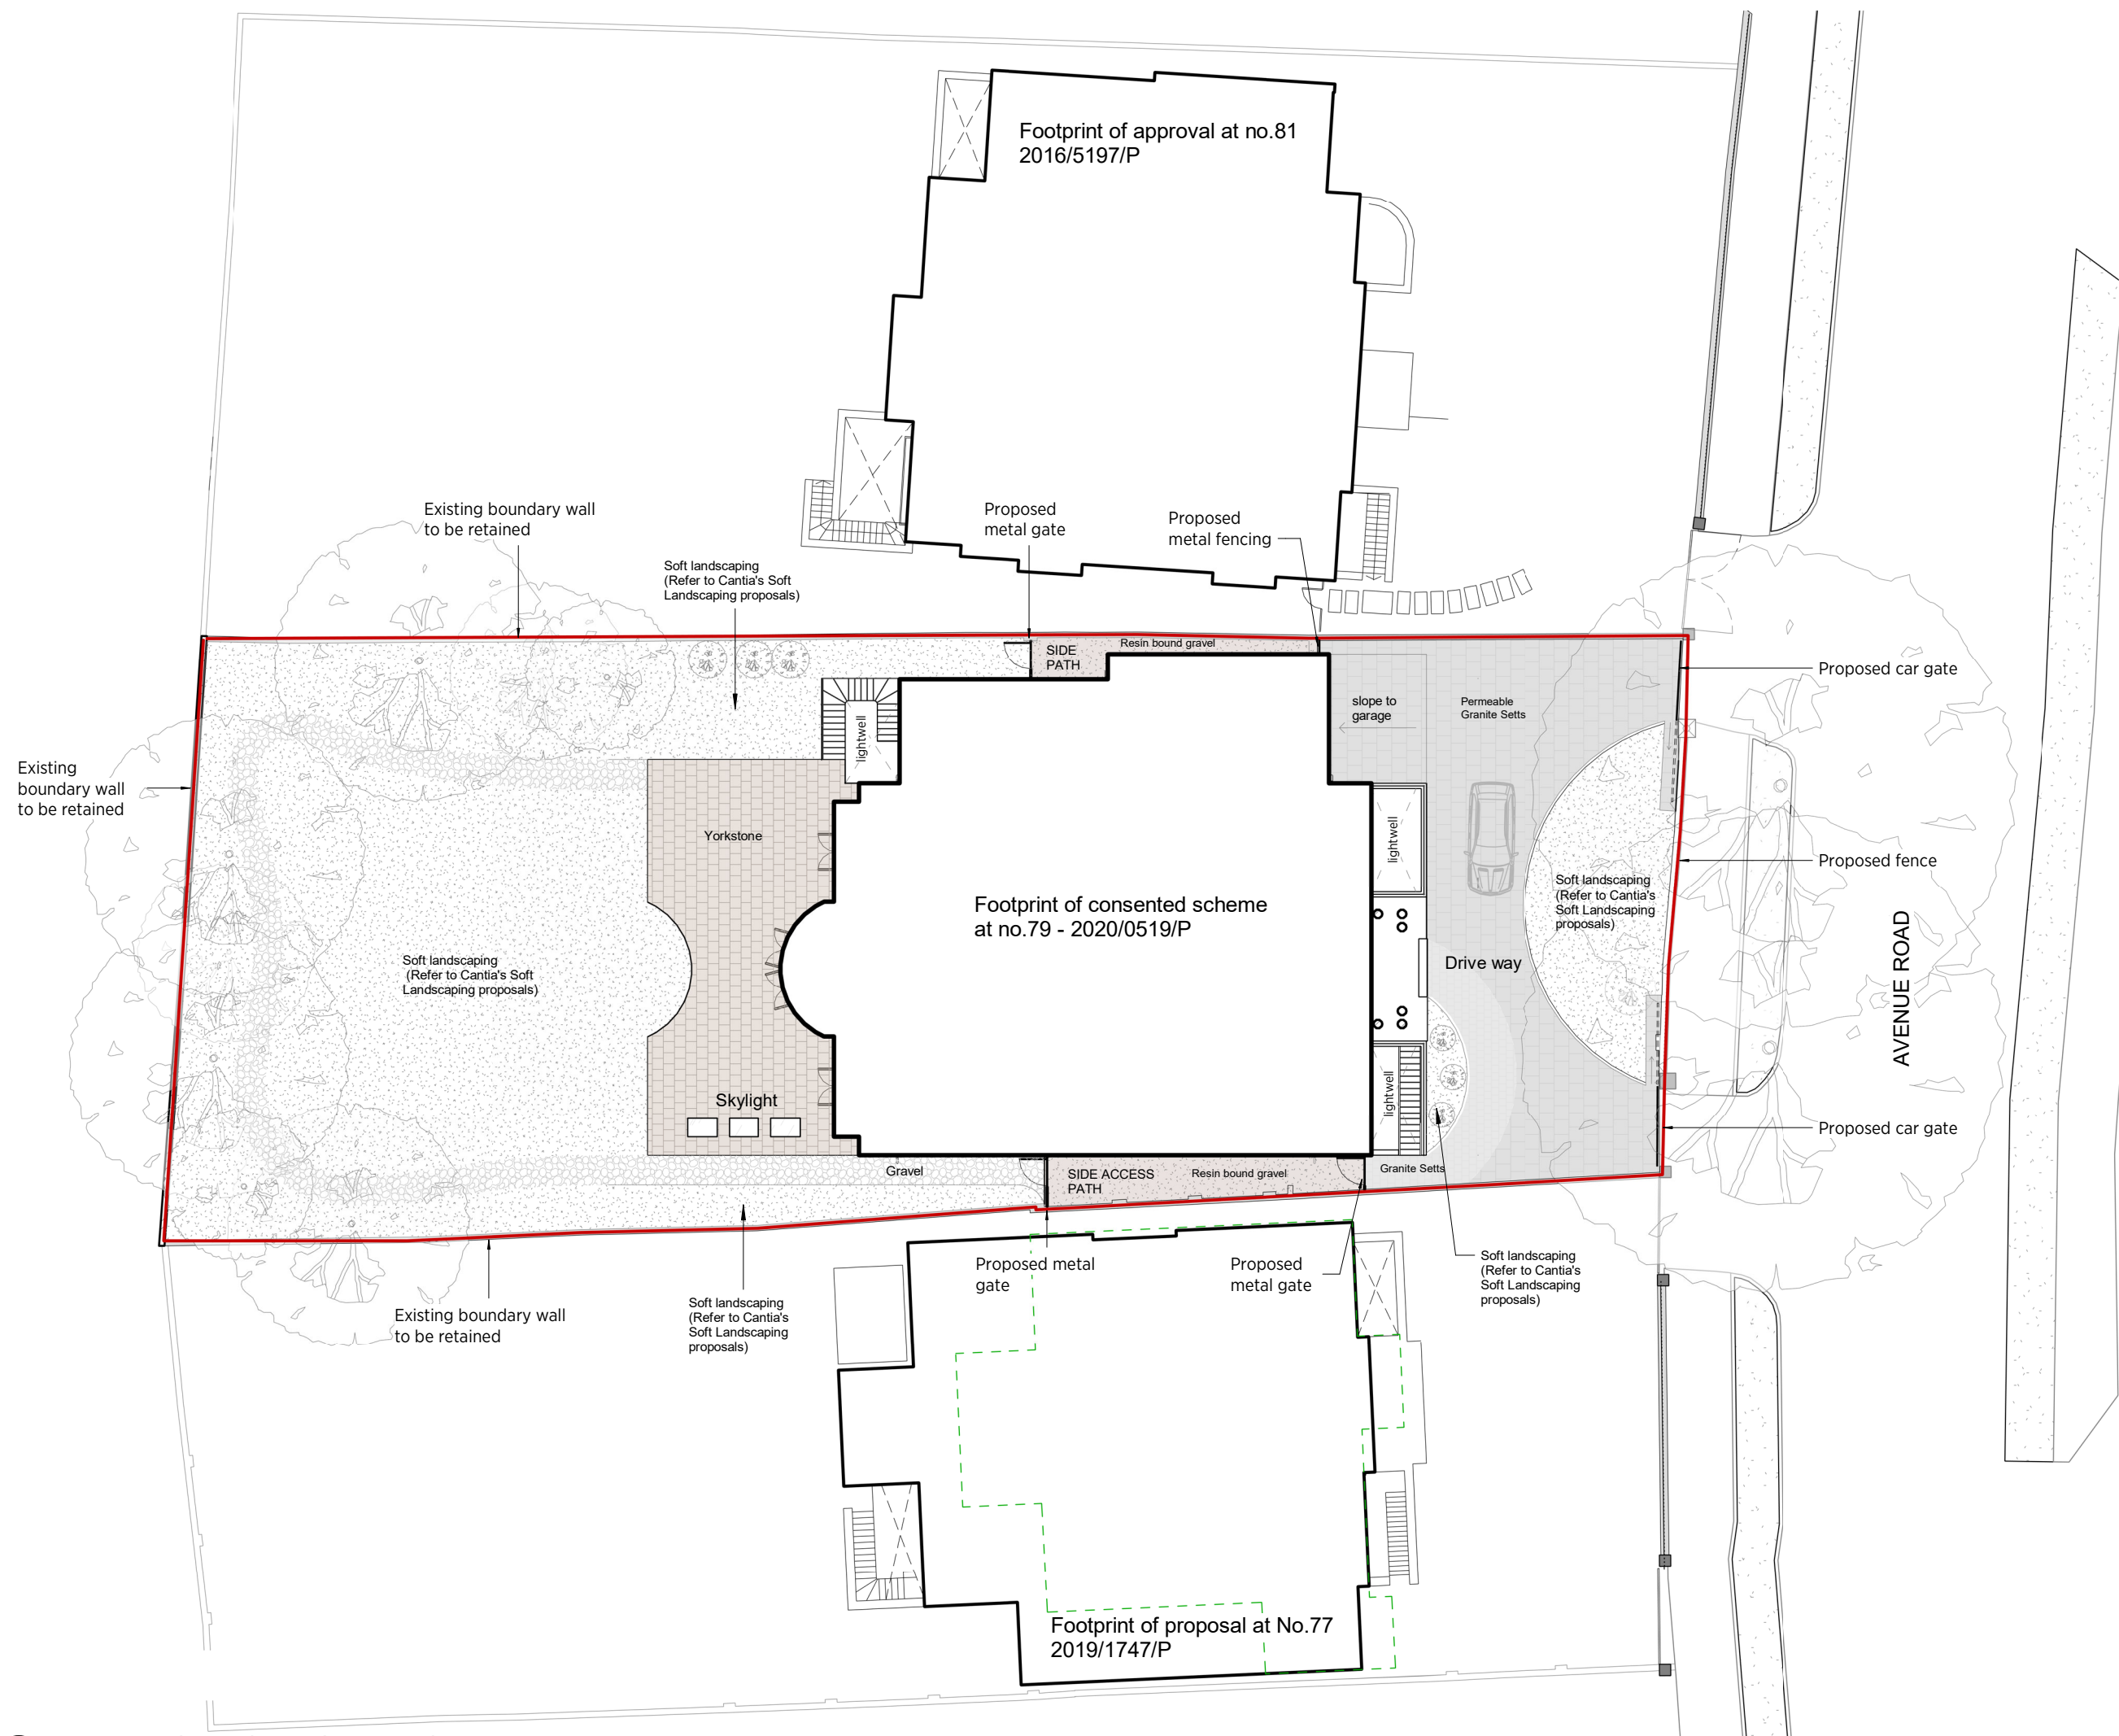 Footprint of approval at no.81
2016/5197/P
Existing boundary wall
to be retained
Proposed
metal gate
Proposed
metal fencing
Soft landscaping
(Refer to Cantia's Soft
Landscaping proposals)
SIDE
PATH
Resin bound gravel
Proposed car gate
slope to
garage
Permeable
Granite Setts
lightwell
Existing
boundary wall
to be retained
Yorkstone
lightwell
Proposed fence
Soft landscaping
(Refer to Cantia's
Soft Landscaping
proposals)
Footprint of consented scheme
at no.79 - 2020/0519/P
AVENUE ROAD
Soft landscaping
(Refer to Cantia's Soft
Landscaping proposals)
Drive way
Skylight
lightwell
Proposed car gate
Gravel
SIDE ACCESS
PATH
Resin bound gravel
Granite Setts
Proposed metal
gate
Proposed
metal gate
Soft landscaping
(Refer to Cantia's
Soft Landscaping
proposals)
Existing boundary wall
to be retained
Soft landscaping
(Refer to Cantia's
Soft Landscaping
proposals)
Footprint of proposal at No.77
2019/1747/P